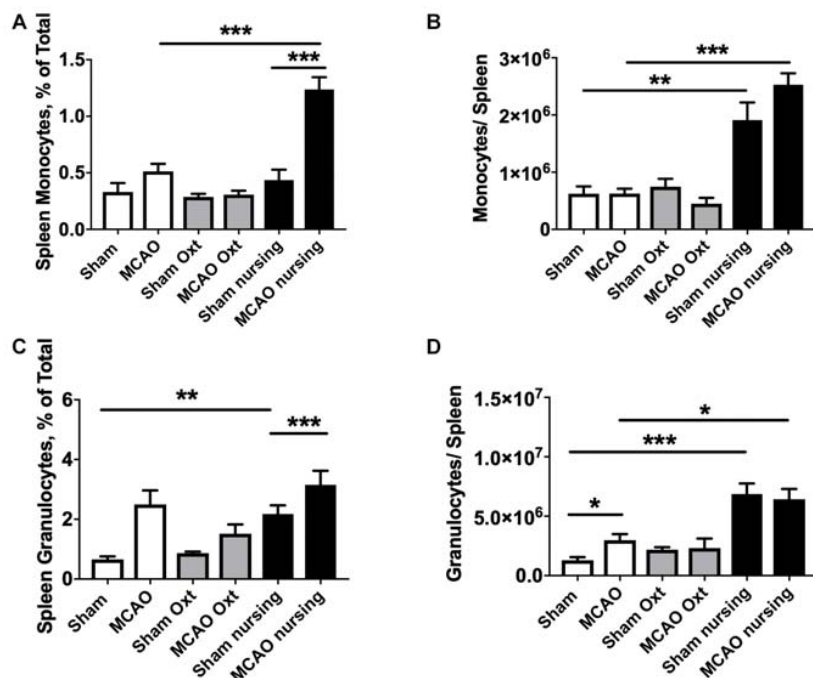 A
Spleen Monocytes, % of Total
1.5
1.0
0.5
0.0
***
***
Sham
MCAO
Sham Oxt
MCAO Oxt
Sham nursing
MCAO nursing
B
Monocytes/ Spleen
3×10⁶
2×10⁶
1×10⁶
0
***
**
Sham
MCAO
Sham Oxt
MCAO Oxt
Sham nursing
MCAO nursing
C
Spleen Granulocytes, % of Total
6
4
2
0
**
***
Sham
MCAO
Sham Oxt
MCAO Oxt
Sham nursing
MCAO nursing
D
Granulocytes/ Spleen
1.5×10⁷
1.0×10⁷
5.0×10⁶
0.0
*
***
*
Sham
MCAO
Sham Oxt
MCAO Oxt
Sham nursing
MCAO nursing